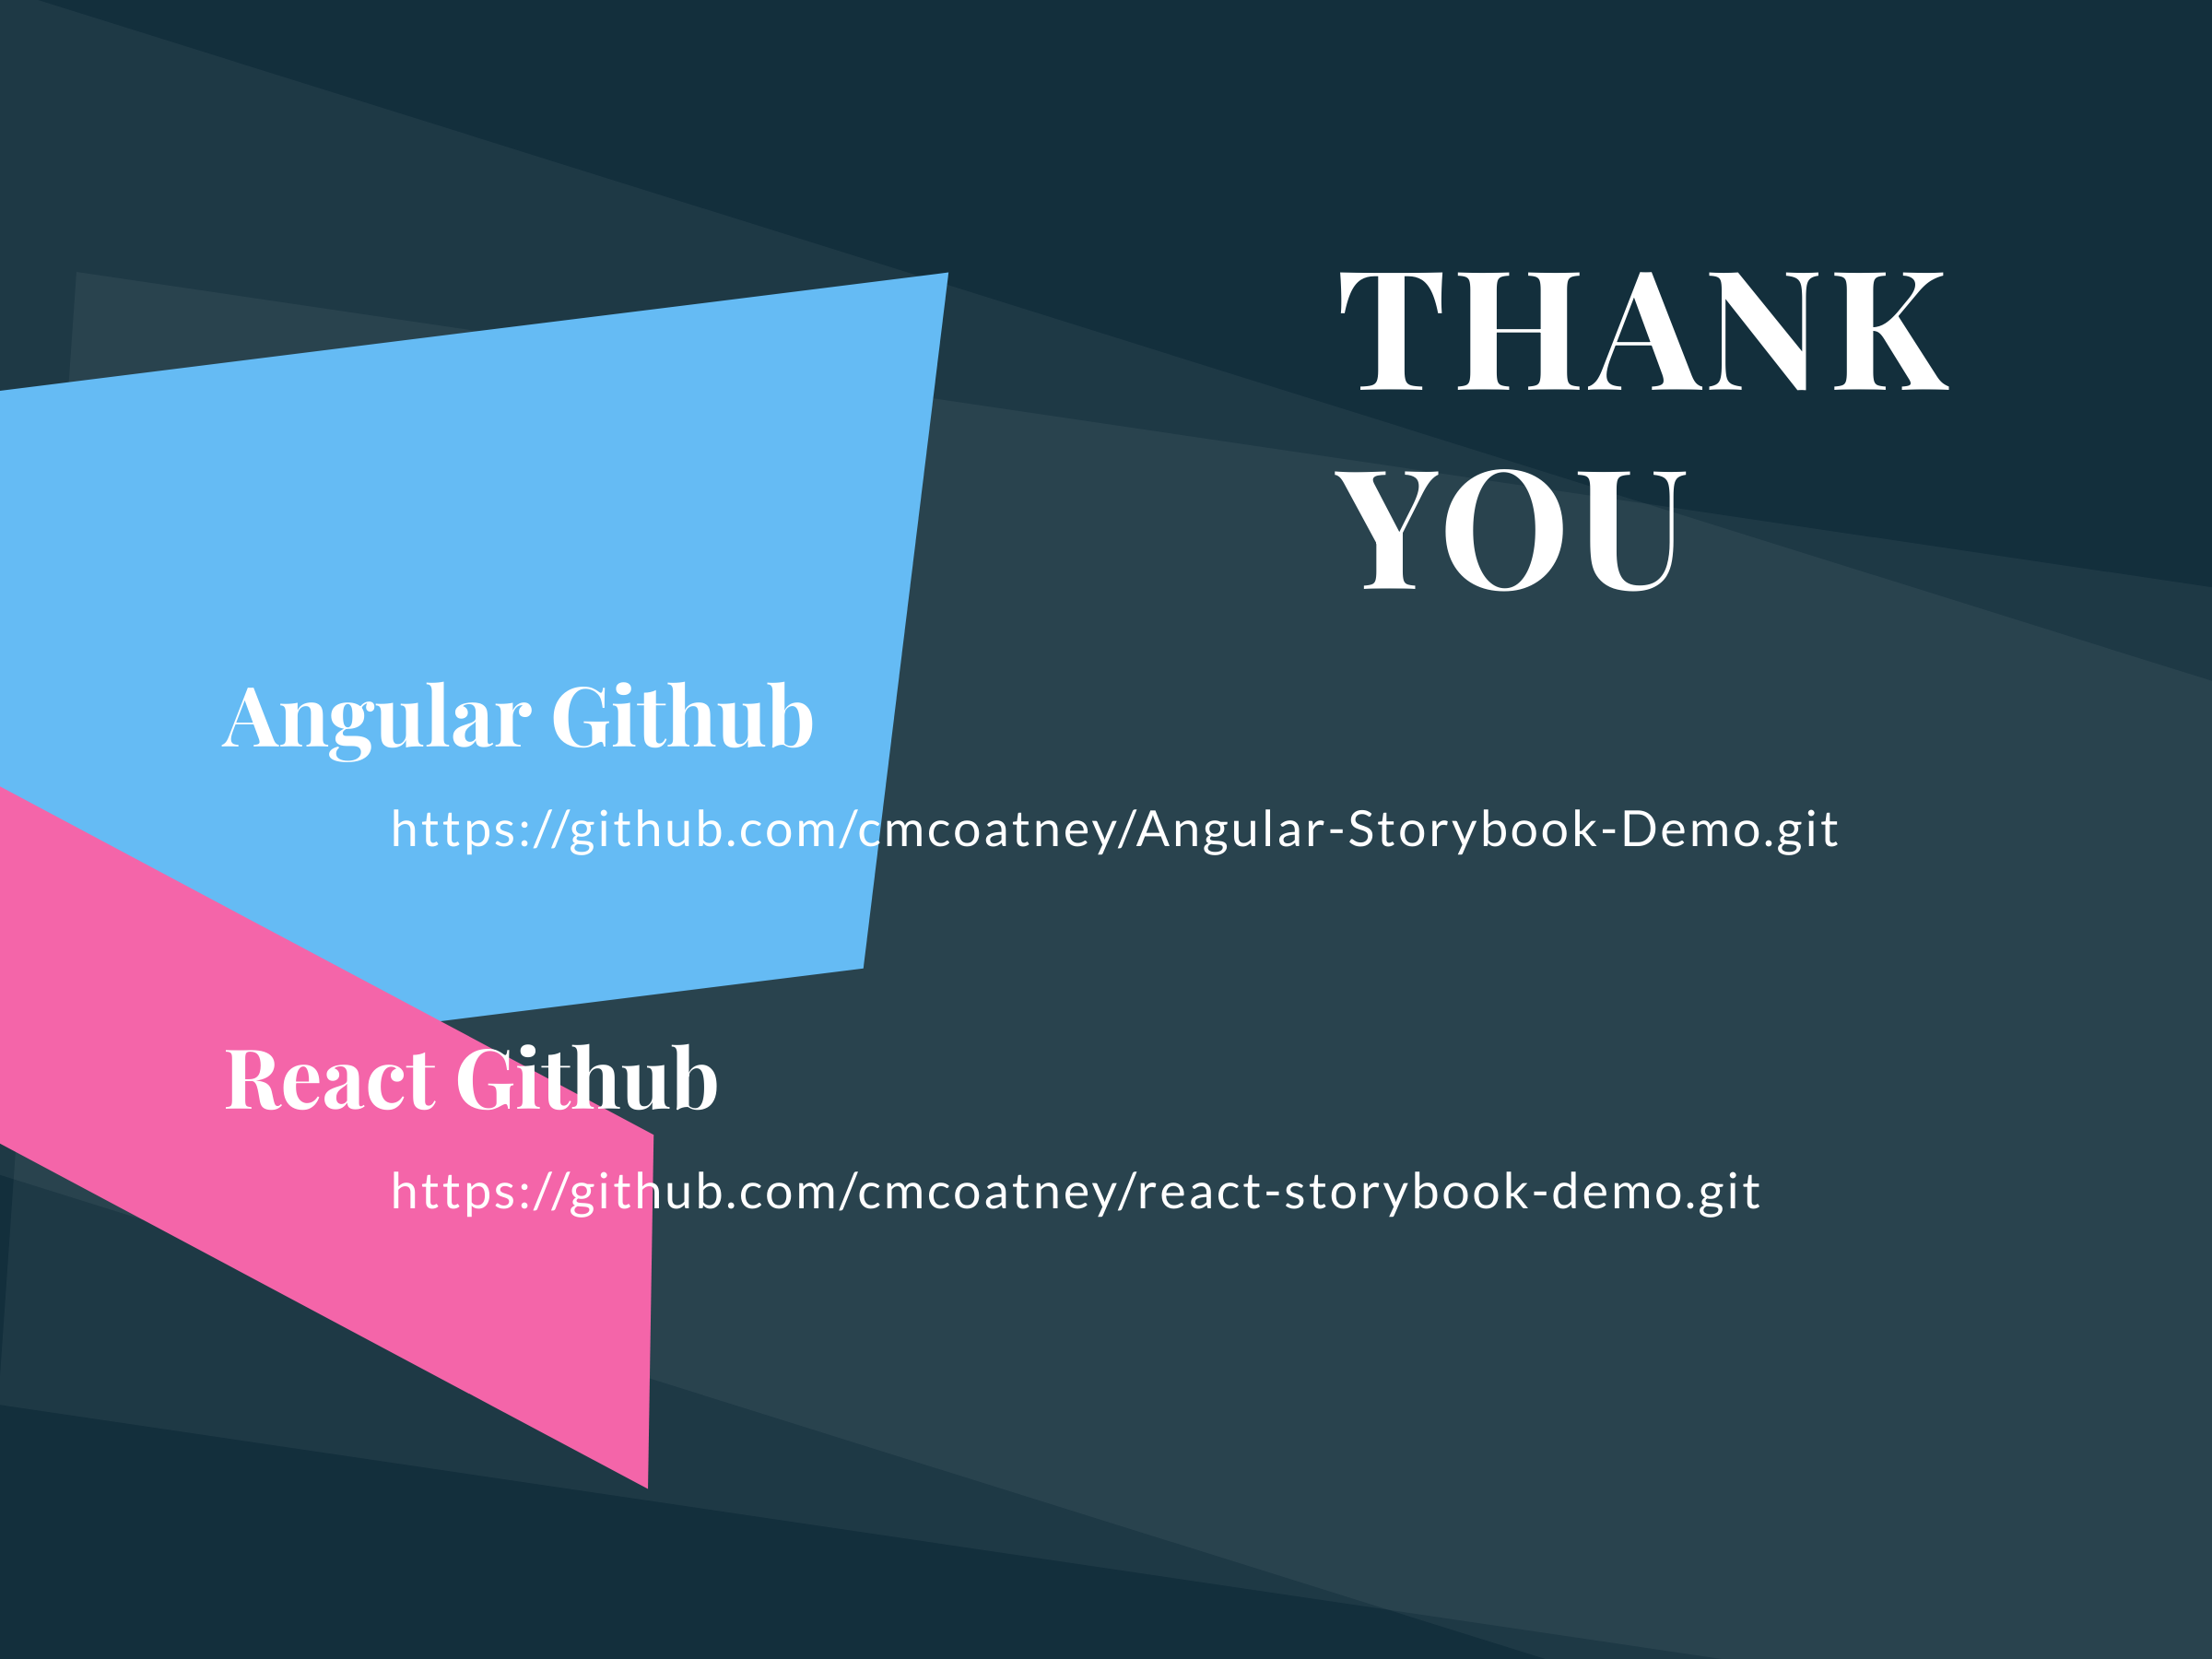 THANK
YOU
Angular Github
https://github.com/cmcoatney/Angular-Storybook-Demo.git
React Github
https://github.com/cmcoatney/react-storybook-demo.git